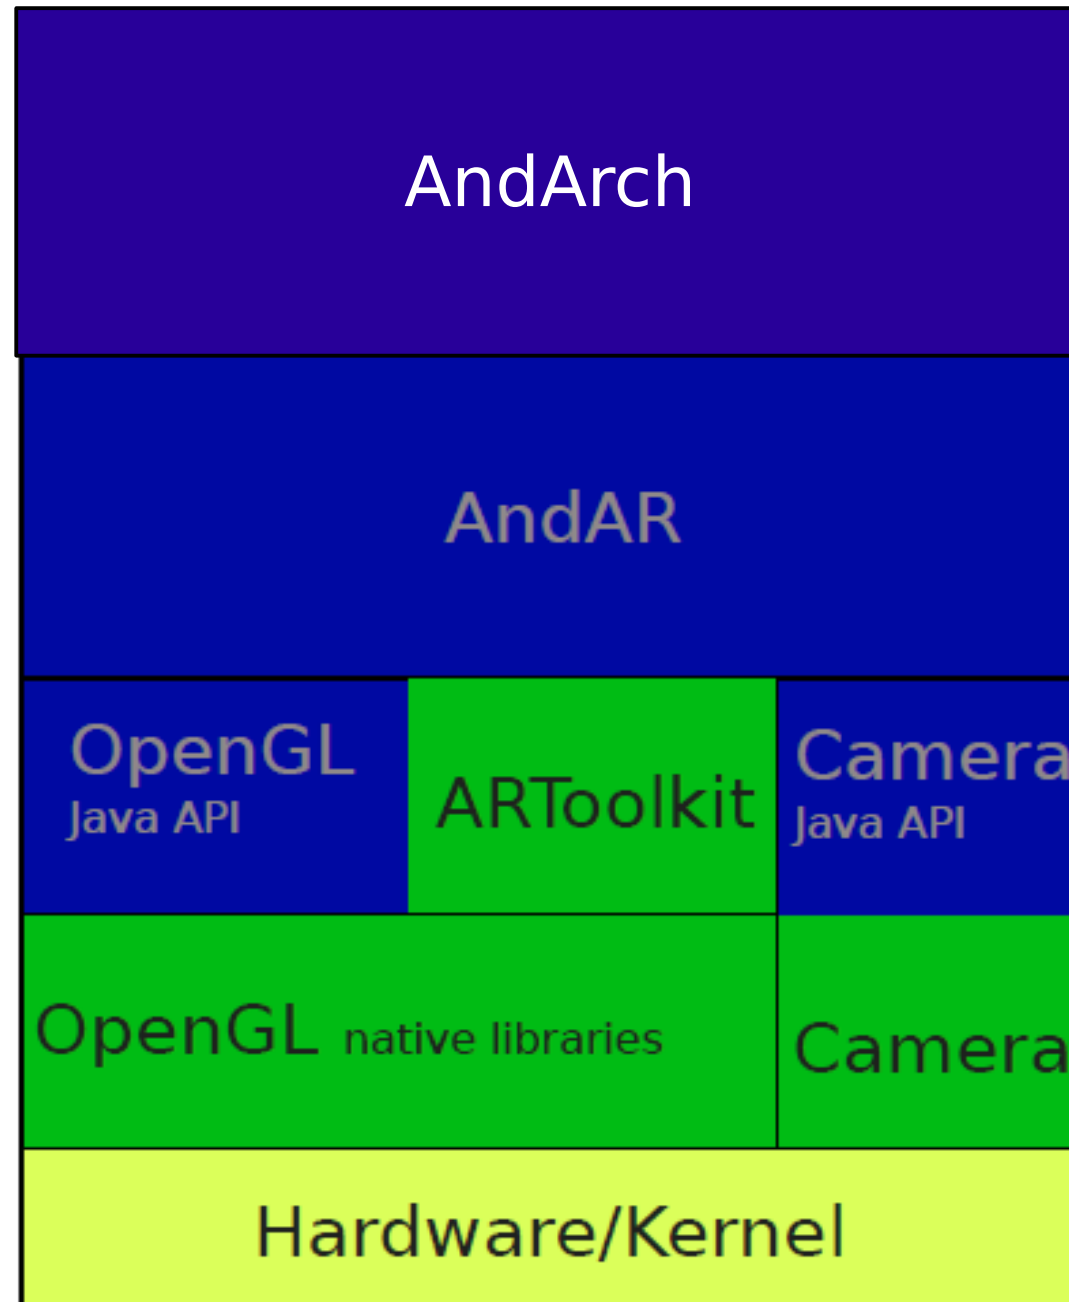 AndArch
AndAR
OpenGL
Java API
ARToolkit
Camera
Java API
OpenGL native libraries
Camera
Hardware/Kernel